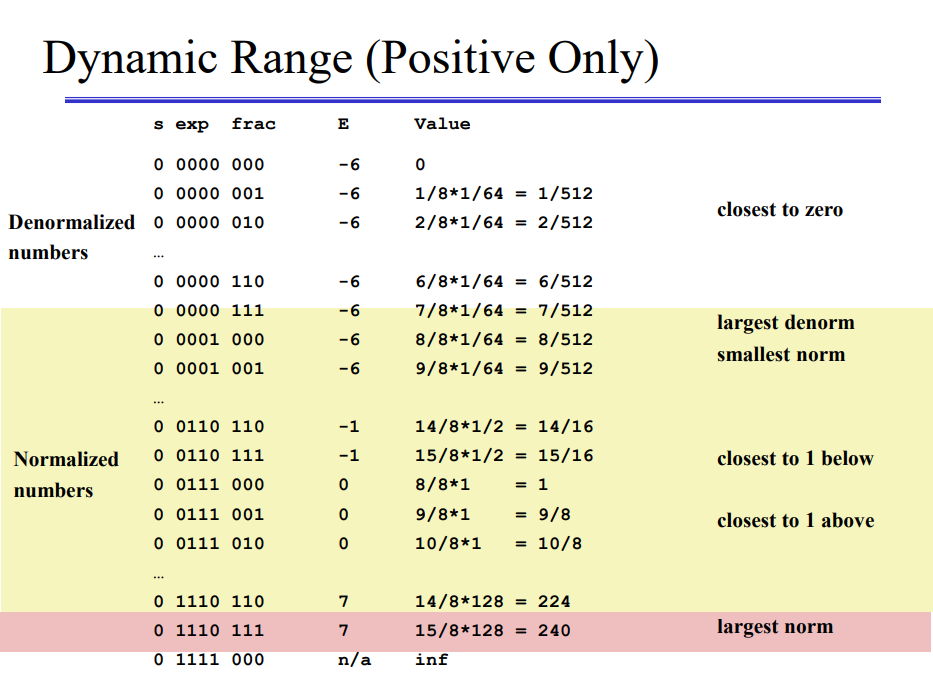 Dynamic Range (Positive Only)
s exp frac E Value
0 0000 000 -6 0
0 0000 001 -6 1/8*1/64 = 1/512
closest to zero
Denormalized 0 0000 010 -6 2/8*1/64 = 2/512
numbers …
0 0000 110 -6 6/8*1/64 = 6/512
0 0000 111 -6 7/8*1/64 = 7/512
largest denorm
0 0001 000 -6 8/8*1/64 = 8/512
smallest norm
0 0001 001 -6 9/8*1/64 = 9/512
…
0 0110 110 -1 14/8*1/2 = 14/16
Normalized 0 0110 111 -1 15/8*1/2 = 15/16 closest to 1 below
numbers 0 0111 000 0 8/8*1 = 1
0 0111 001 0 9/8*1 = 9/8 closest to 1 above
0 0111 010 0 10/8*1 = 10/8
…
0 1110 110 7 14/8*128 = 224
0 1110 111 7 15/8*128 = 240 largest norm
0 1111 000 n/a inf